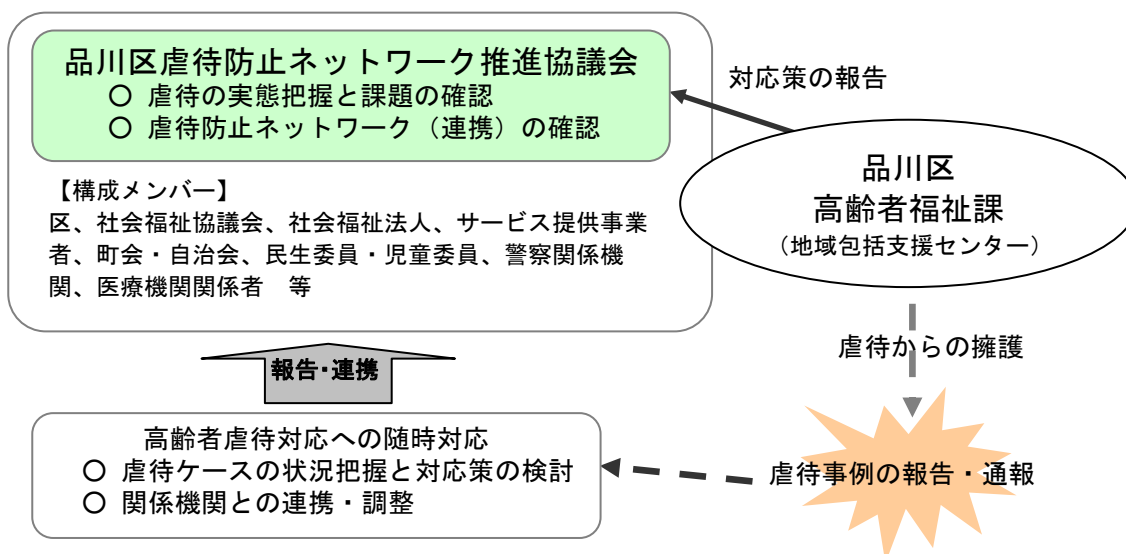 品川区虐待防止ネットワーク推進協議会
〇 虐待の実態把握と課題の確認
〇 虐待防止ネットワーク（連携）の確認
【構成メンバー】
区、社会福祉協議会、社会福祉法人、サービス提供事業
者、町会・自治会、民生委員・児童委員、警察関係機
関、医療機関関係者　等
対応策の報告
品川区
高齢者福祉課
（地域包括支援センター）
虐待からの擁護
報告・連携
高齢者虐待対応への随時対応
〇 虐待ケースの状況把握と対応策の検討
〇 関係機関との連携・調整
虐待事例の報告・通報